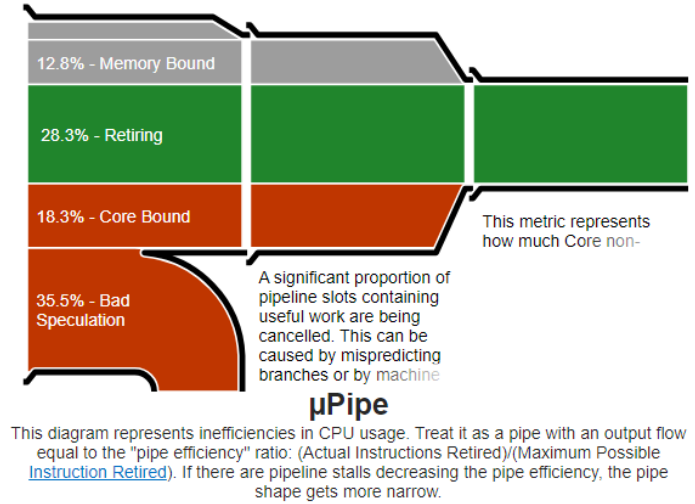 12.8% - Memory Bound
28.3% - Retiring
18.3% - Core Bound
This metric represents
how much Core non-
35.5% - Bad
Speculation
A significant proportion of
pipeline slots containing
useful work are being
cancelled. This can be
caused by mispredicting
branches or by machine
µPipe
This diagram represents inefficiencies in CPU usage. Treat it as a pipe with an output flow
equal to the "pipe efficiency" ratio: (Actual Instructions Retired)/(Maximum Possible
Instruction Retired). If there are pipeline stalls decreasing the pipe efficiency, the pipe
shape gets more narrow.